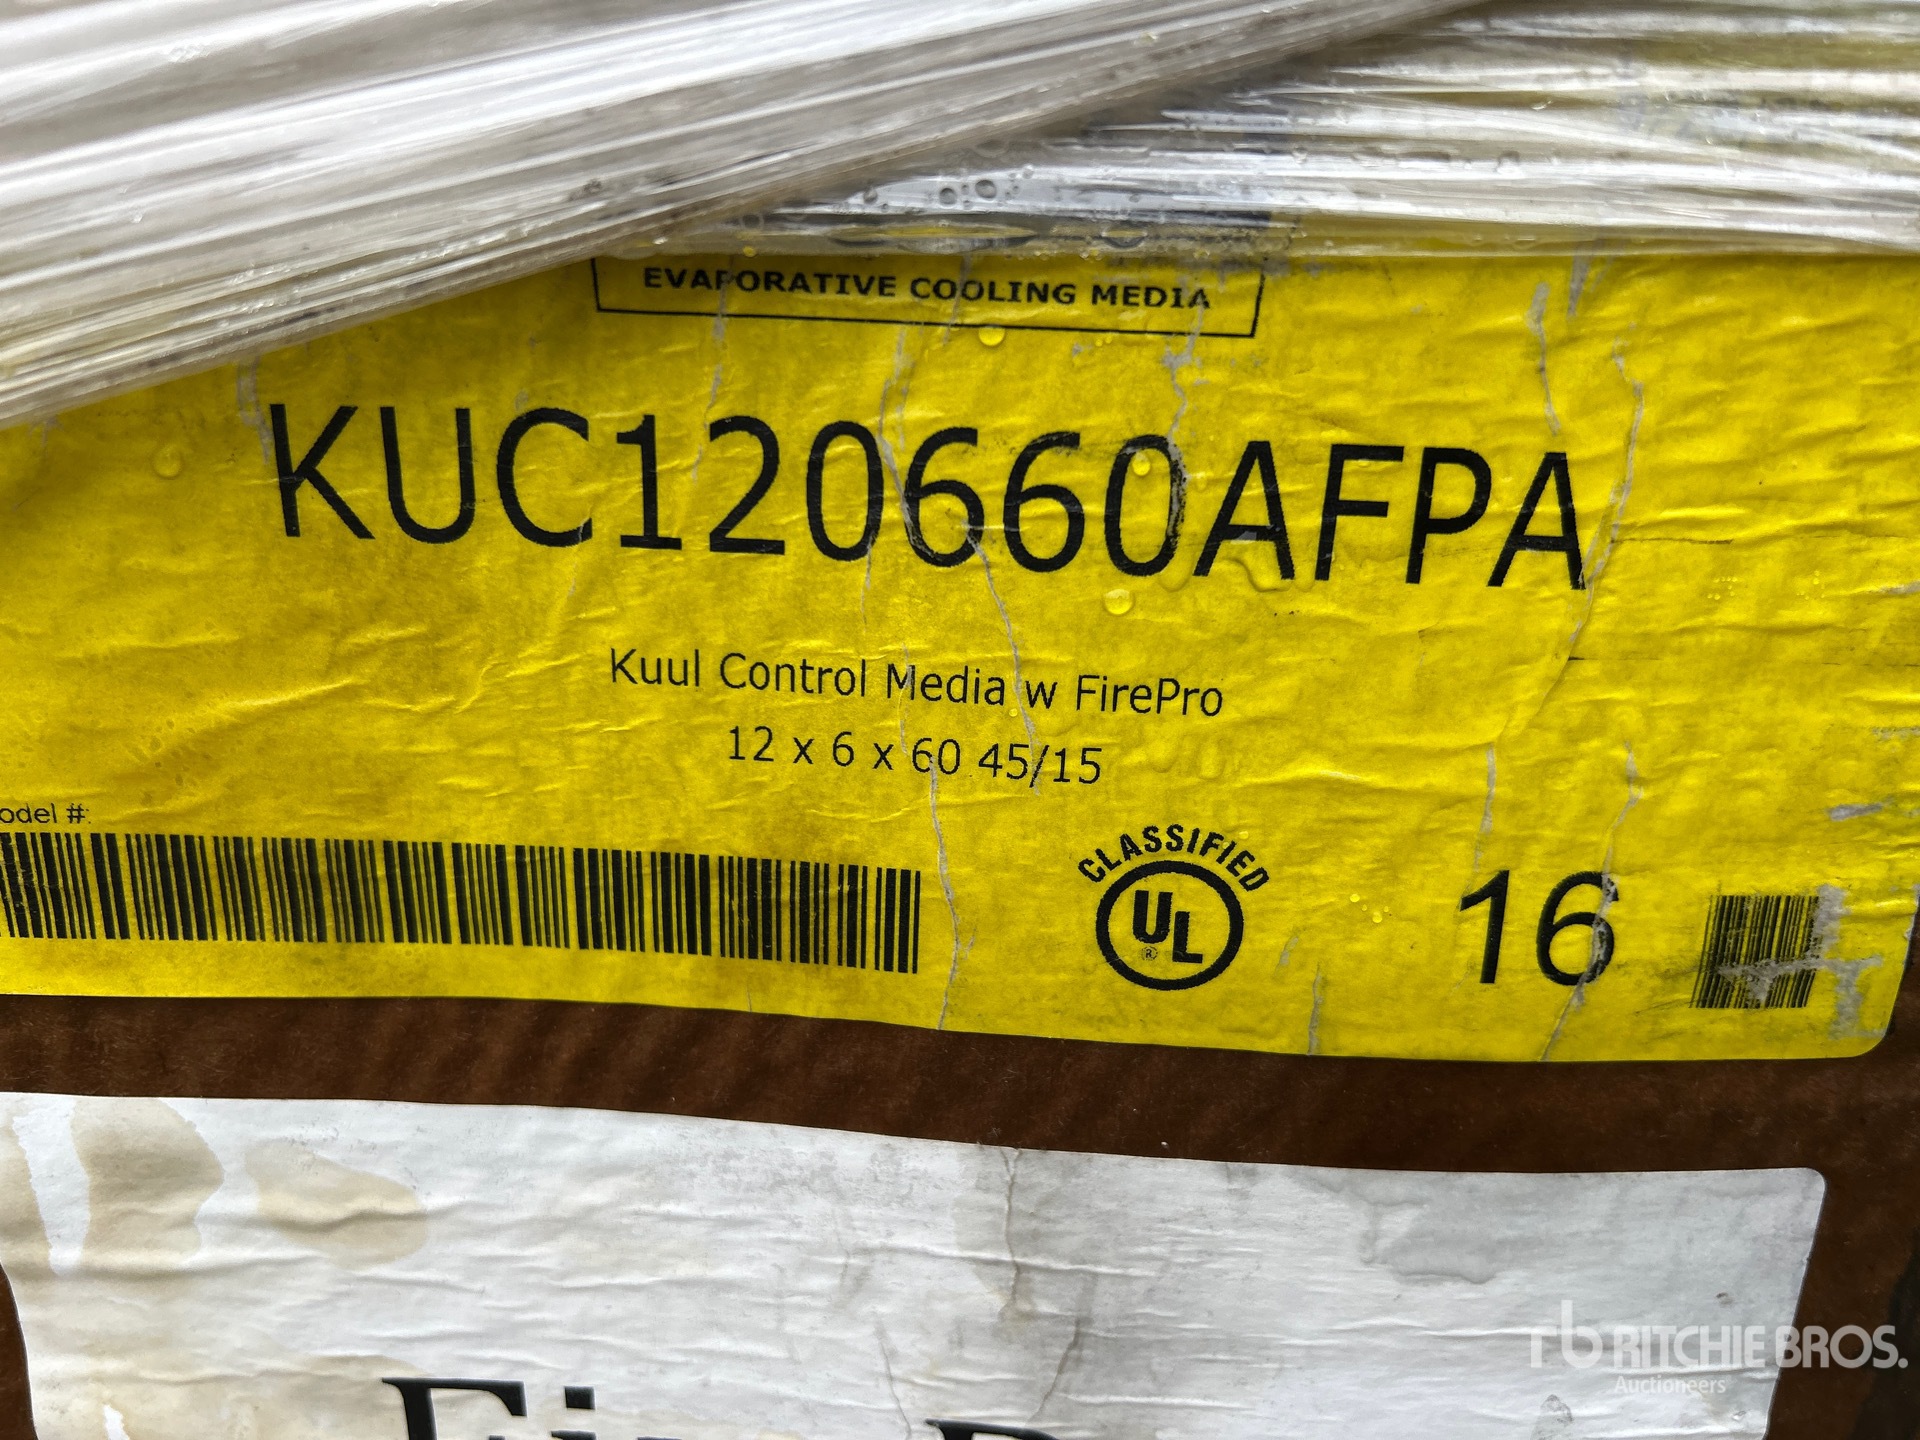 EVAPORATIVE COOLING MEDIA
KUC120660AFPA
Kuul Control Media w FirePro
12 x 6 x 60 45/15
odel #:
CLASSIFIED
UL
®
16
rb RITCHIE BROS.
Auctioneers